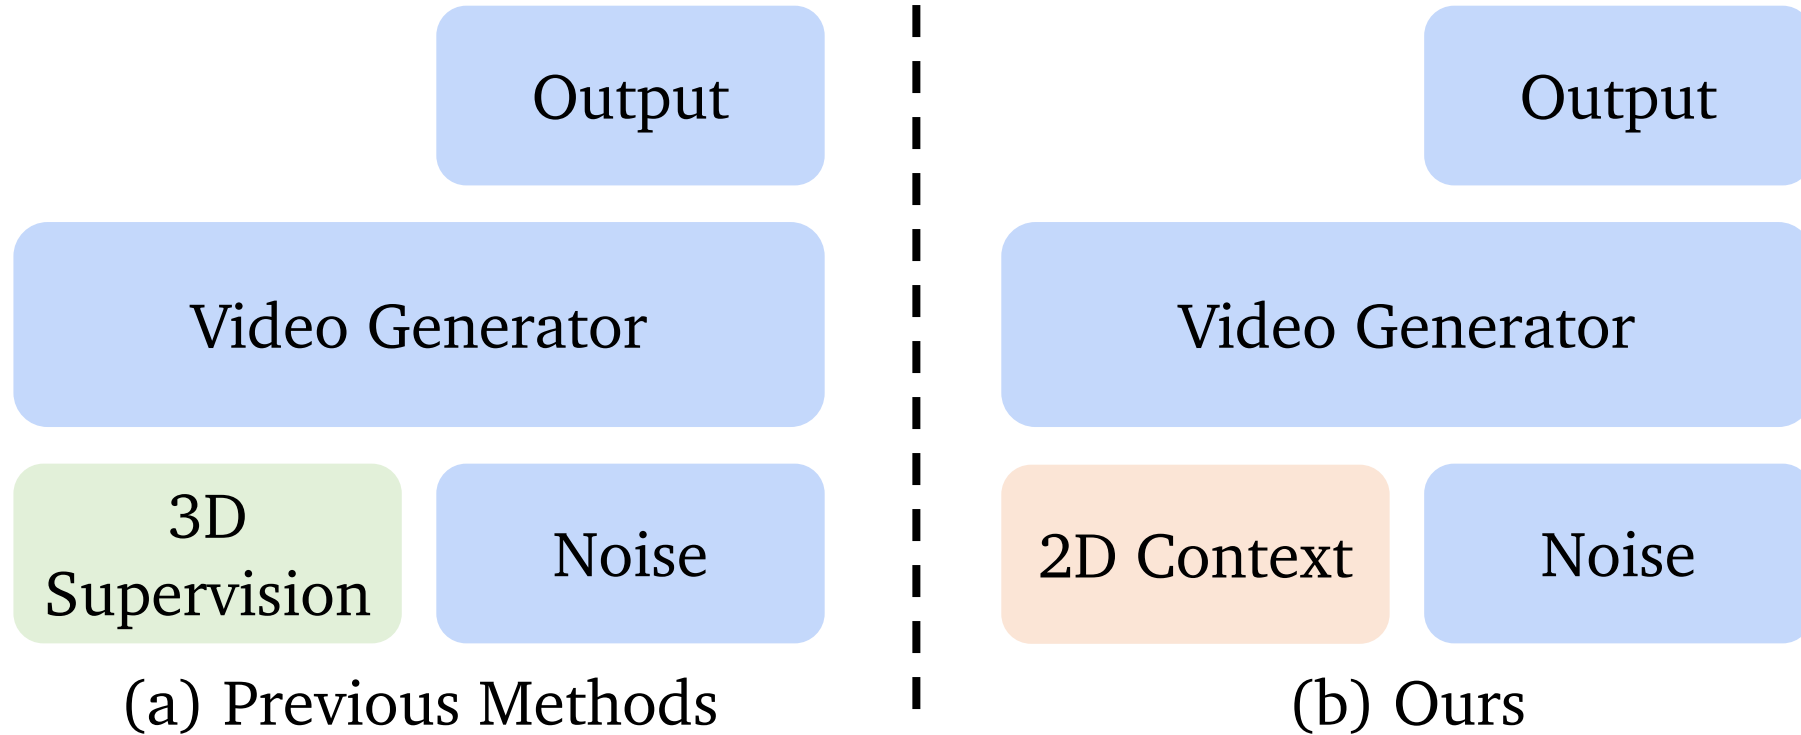 Output
Video Generator
3D
Supervision
Noise
(a) Previous Methods
Output
Video Generator
2D Context
Noise
(b) Ours